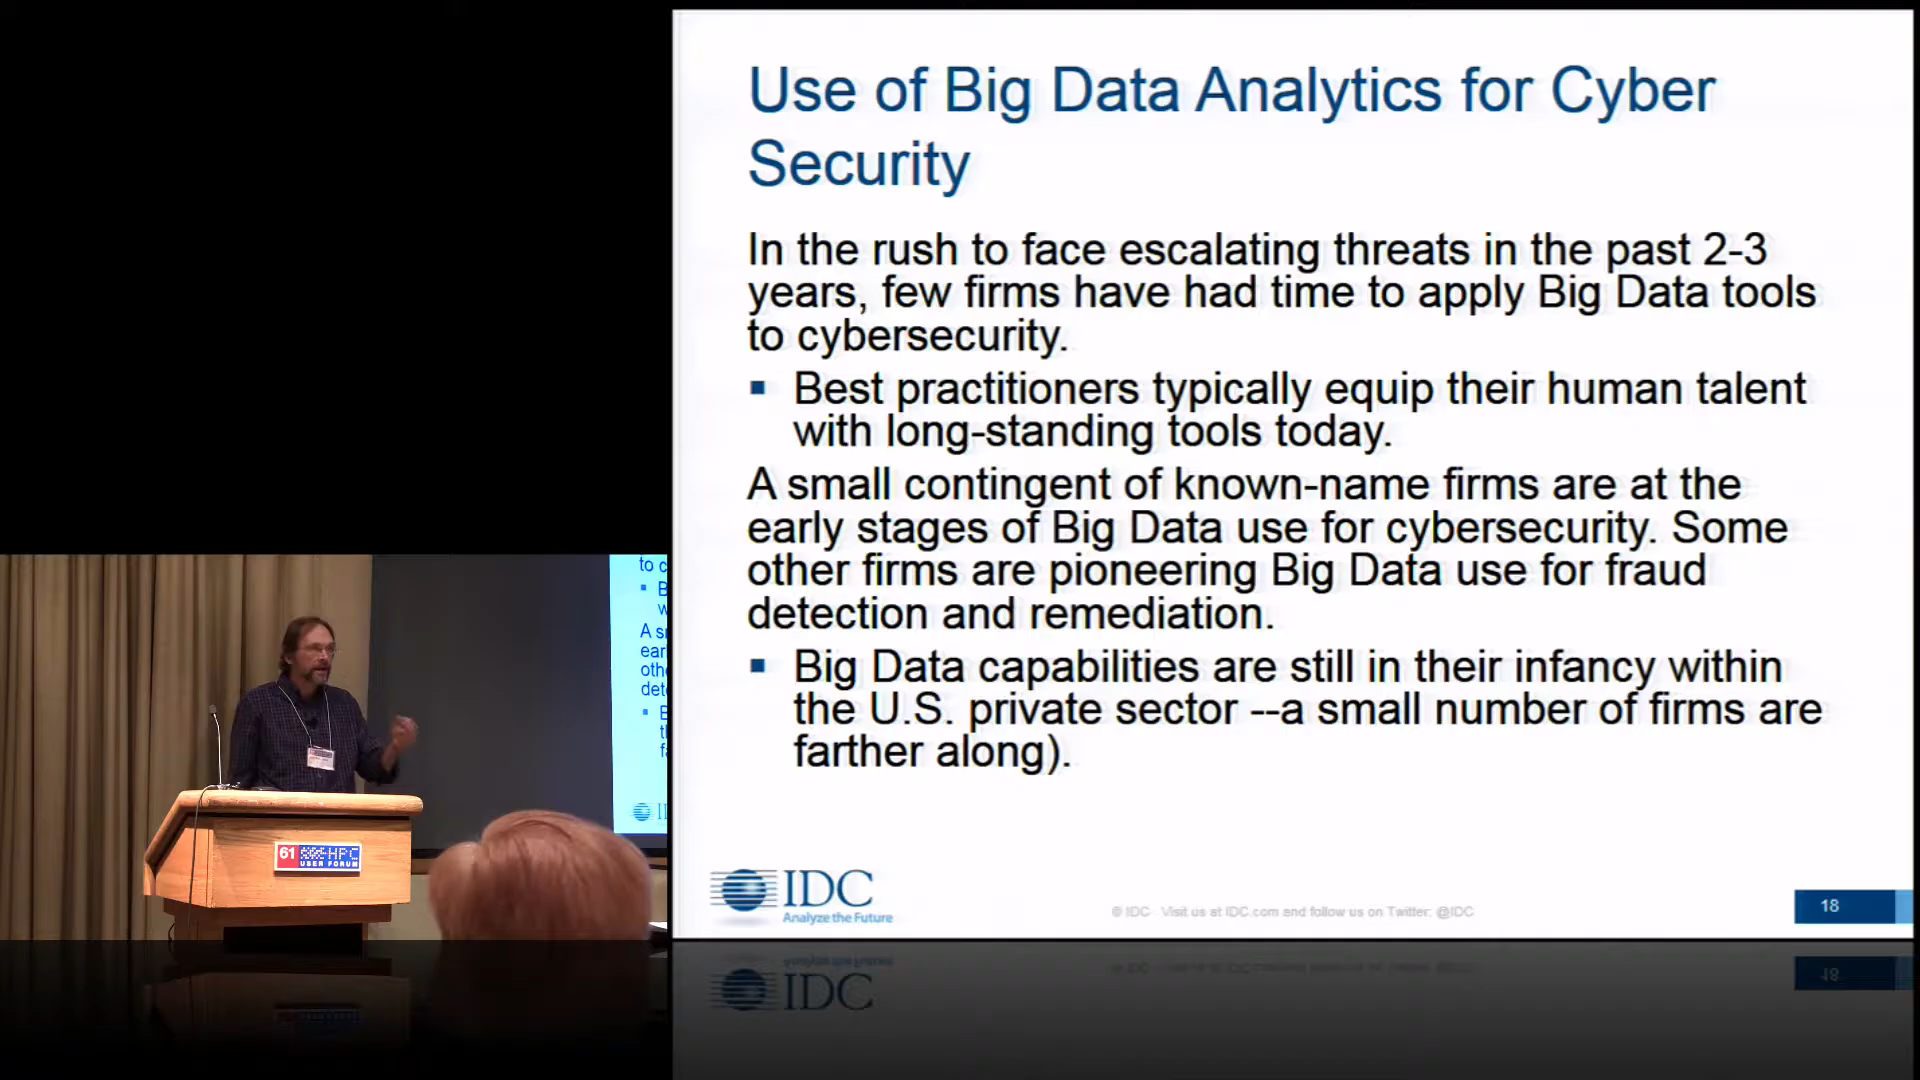 Use of Big Data Analytics for Cyber
Security
In the rush to face escalating threats in the past 2-3
years, few firms have had time to apply Big Data tools
to cybersecurity.
▪ Best practitioners typically equip their human talent
with long-standing tools today.
A small contingent of known-name firms are at the
early stages of Big Data use for cybersecurity. Some
other firms are pioneering Big Data use for fraud
detection and remediation.
▪ Big Data capabilities are still in their infancy within
the U.S. private sector --a small number of firms are
farther along).
IDC
Analyze the Future
© IDC Visit us at IDC.com and follow us on Twitter: @IDC
18
to c
B
w
A s
ear
oth
det
B
t
fa
61 HPC
USER FORUM